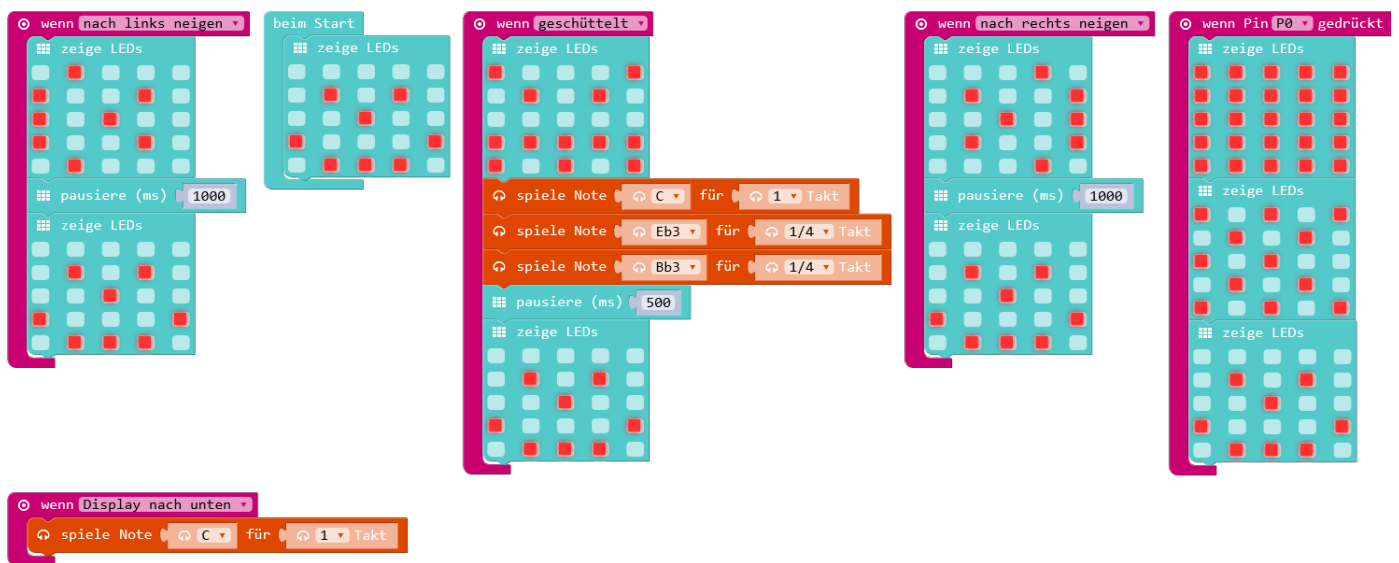 wenn nach links neigen
zeige LEDs
pausiere (ms) 1000
zeige LEDs
beim Start
zeige LEDs
wenn geschüttelt
zeige LEDs
spiele Note C für 1 Takt
spiele Note Eb3 für 1/4 Takt
spiele Note Bb3 für 1/4 Takt
pausiere (ms) 500
zeige LEDs
wenn nach rechts neigen
zeige LEDs
pausiere (ms) 1000
zeige LEDs
wenn Pin P0 gedrückt
zeige LEDs
zeige LEDs
zeige LEDs
wenn Display nach unten
spiele Note C für 1 Takt